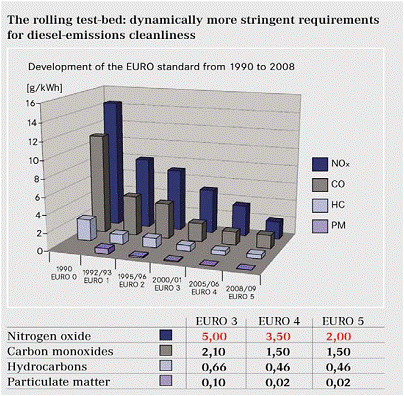 The rolling test-bed: dynamically more stringent requirements
for diesel-emissions cleanliness
Development of the EURO standard from 1990 to 2008
[g/kWh]
16
14
12
10
8
6
4
2
0
NOx
CO
HC
PM
1990
EURO 0
1992/93
EURO 1
1995/96
EURO 2
2000/01
EURO 3
2005/06
EURO 4
2008/09
EURO 5
EURO 3 EURO 4 EURO 5
Nitrogen oxide 5,00 3,50 2,00
Carbon monoxides 2,10 1,50 1,50
Hydrocarbons 0,66 0,46 0,46
Particulate matter 0,10 0,02 0,02